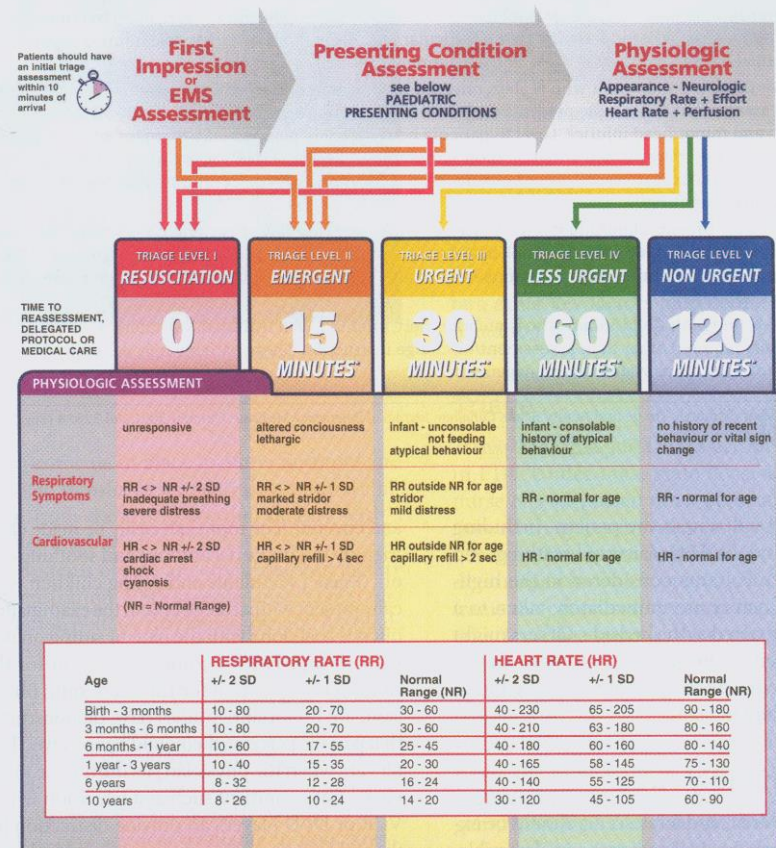 Patients should have
an initial triage
assessment
within 10
minutes of
arrival
First
Impression
or
EMS
Assessment
Presenting Condition
Assessment
see below
PAEDIATRIC
PRESENTING CONDITIONS
Physiologic
Assessment
Appearance - Neurologic
Respiratory Rate + Effort
Heart Rate + Perfusion
TRIAGE LEVEL I
RESUSCITATION
TRIAGE LEVEL II
EMERGENT
TRIAGE LEVEL III
URGENT
TRIAGE LEVEL IV
LESS URGENT
TRIAGE LEVEL V
NON URGENT
TIME TO
REASSESSMENT,
DELEGATED
PROTOCOL OR
MEDICAL CARE
0
15
MINUTES*
30
MINUTES*
60
MINUTES*
120
MINUTES*
PHYSIOLOGIC ASSESSMENT
unresponsive
altered conciousness
lethargic
infant - unconsolable
not feeding
atypical behaviour
infant - consolable
history of atypical
behaviour
no history of recent
behaviour or vital sign
change
Respiratory
Symptoms
RR < > NR +/- 2 SD
inadequate breathing
severe distress
RR < > NR +/- 1 SD
marked stridor
moderate distress
RR outside NR for age
stridor
mild distress
RR - normal for age
RR - normal for age
Cardiovascular
HR < > NR +/- 2 SD
cardiac arrest
shock
cyanosis
(NR = Normal Range)
HR < > NR +/- 1 SD
capillary refill > 4 sec
HR outside NR for age
capillary refill > 2 sec
HR - normal for age
HR - normal for age
RESPIRATORY RATE (RR) HEART RATE (HR)
Age +/- 2 SD +/- 1 SD Normal Range (NR) +/- 2 SD +/- 1 SD Normal Range (NR)
Birth - 3 months 10 - 80 20 - 70 30 - 60 40 - 230 65 - 205 90 - 180
3 months - 6 months 10 - 80 20 - 70 30 - 60 40 - 210 63 - 180 80 - 160
6 months - 1 year 10 - 60 17 - 55 25 - 45 40 - 180 60 - 160 80 - 140
1 year - 3 years 10 - 40 15 - 35 20 - 30 40 - 165 58 - 145 75 - 130
6 years 8 - 32 12 - 28 16 - 24 40 - 140 55 - 125 70 - 110
10 years 8 - 26 10 - 24 14 - 20 30 - 120 45 - 105 60 - 90